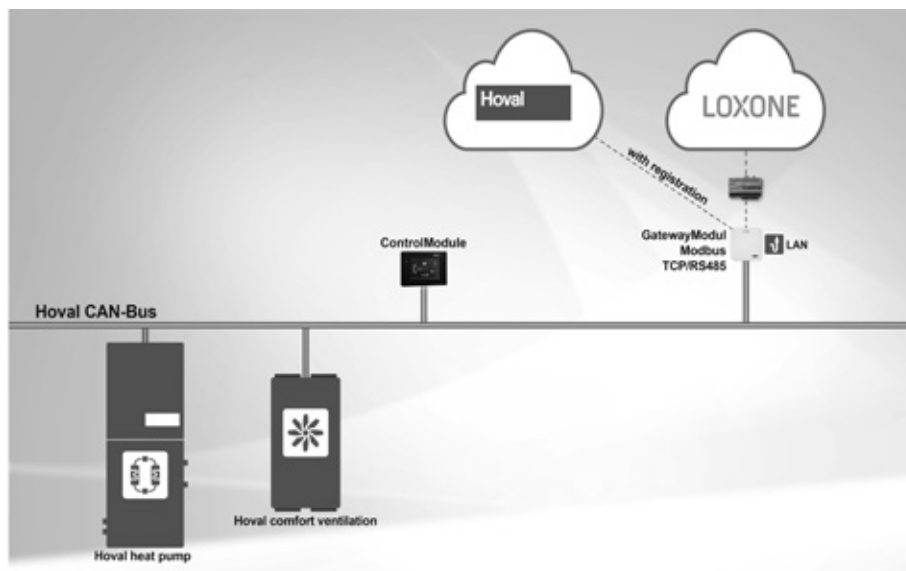 Hoval
LOXONE
with registration
GatewayModul
Modbus
TCP/RS485
LAN
ControlModule
Hoval CAN-Bus
Hoval comfort ventilation
Hoval heat pump